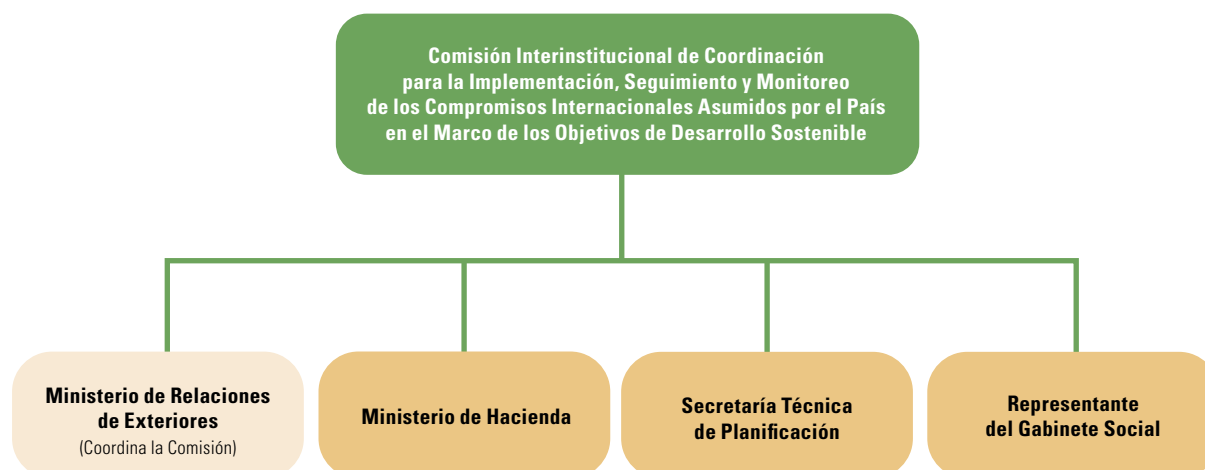 Comisión Interinstitucional de Coordinación
para la Implementación, Seguimiento y Monitoreo
de los Compromisos Internacionales Asumidos por el País
en el Marco de los Objetivos de Desarrollo Sostenible
Ministerio de Relaciones
de Exteriores
(Coordina la Comisión)
Ministerio de Hacienda
Secretaría Técnica
de Planificación
Representante
del Gabinete Social